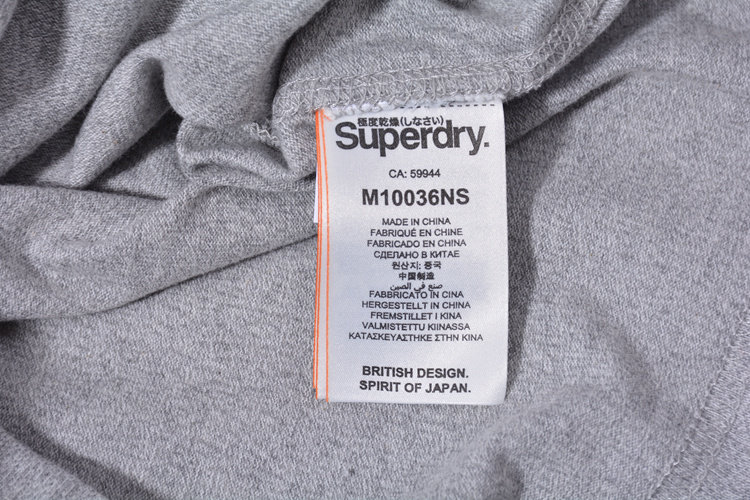 極度乾燥(しなさい)
Superdry.
CA: 59944
M10036NS
MADE IN CHINA
FABRIQUÉ EN CHINE
FABRICADO EN CHINA
СДЕЛАНО В КИТАЕ
원산지: 중국
中国制造
صنع في الصين
FABBRICATO IN CINA
HERGESTELLT IN CHINA
FREMSTILLET I KINA
VALMISTETTU KIINASSA
ΚΑΤΑΣΚΕΥΑΣΤΗΚΕ ΣΤΗΝ ΚΙΝΑ
BRITISH DESIGN.
SPIRIT OF JAPAN.